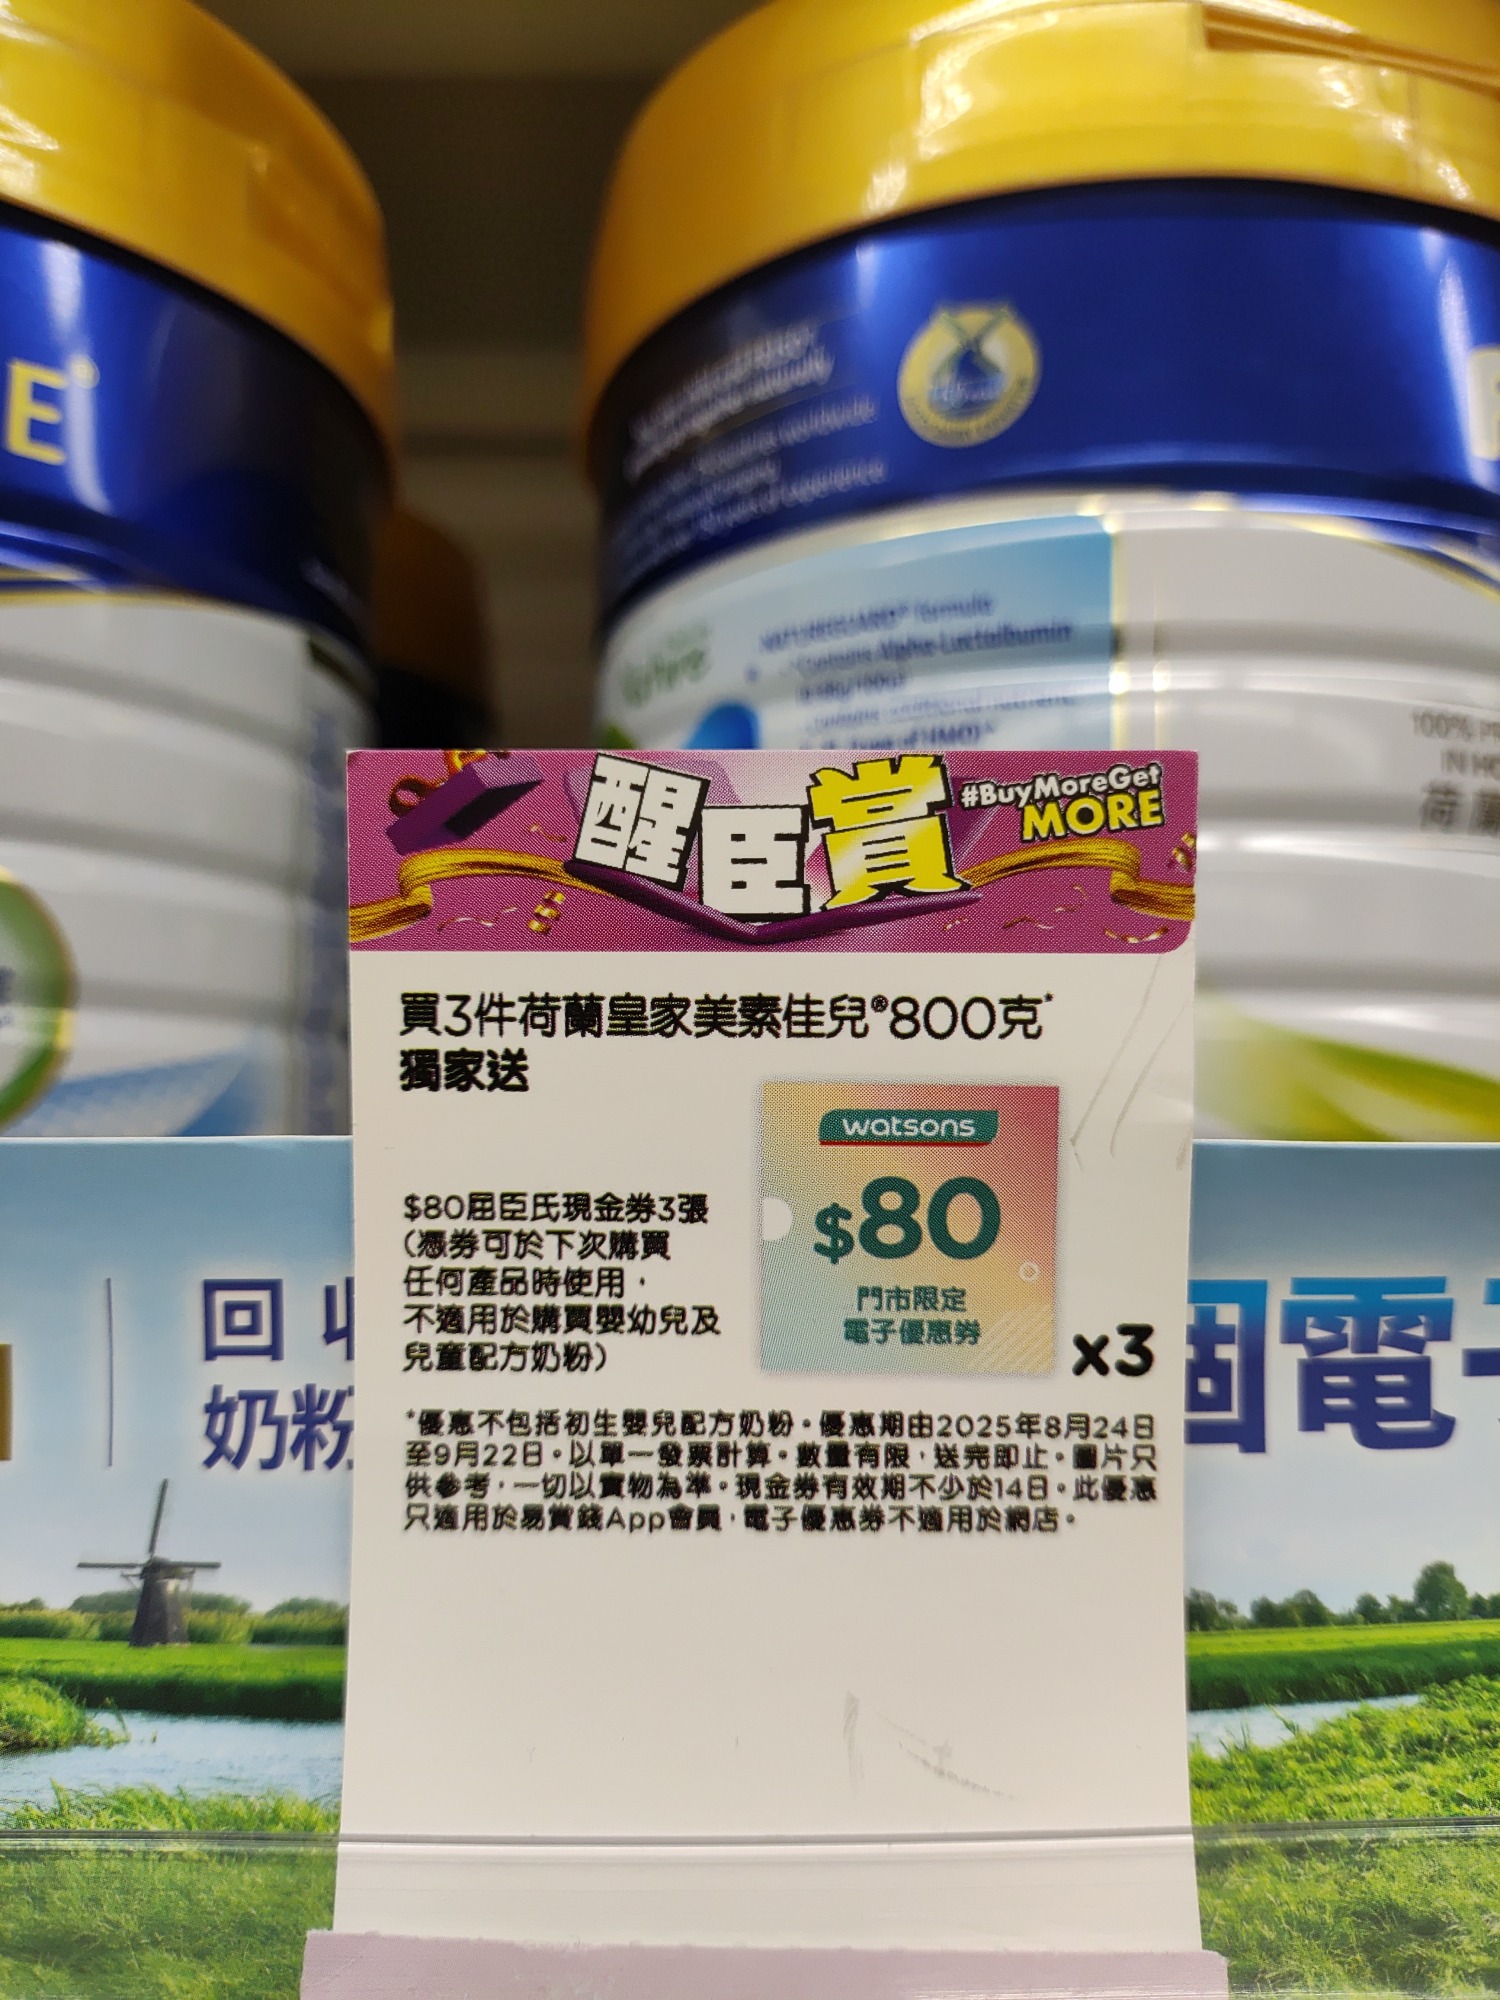 E
NATUREGUARD® formula
Contains Alpha-Lactalbumin
100%
荷蘭
醒臣賞
#BuyMoreGet
MORE
買3件荷蘭皇家美素佳兒®800克*
獨家送
watsons
$80
門市限定
電子優惠券
x3
$80屈臣氏現金券3張
(憑券可於下次購買
任何產品時使用，
不適用於購買嬰幼兒及
兒童配方奶粉)
*優惠不包括初生嬰兒配方奶粉。優惠期由2025年8月24日
至9月22日。以單一發票計算。數量有限，送完即止。圖片只
供參考，一切以實物為準。現金券有效期不少於14日。此優惠
只適用於易賞錢App會員，電子優惠券不適用於網店。
回
奶粉
個電